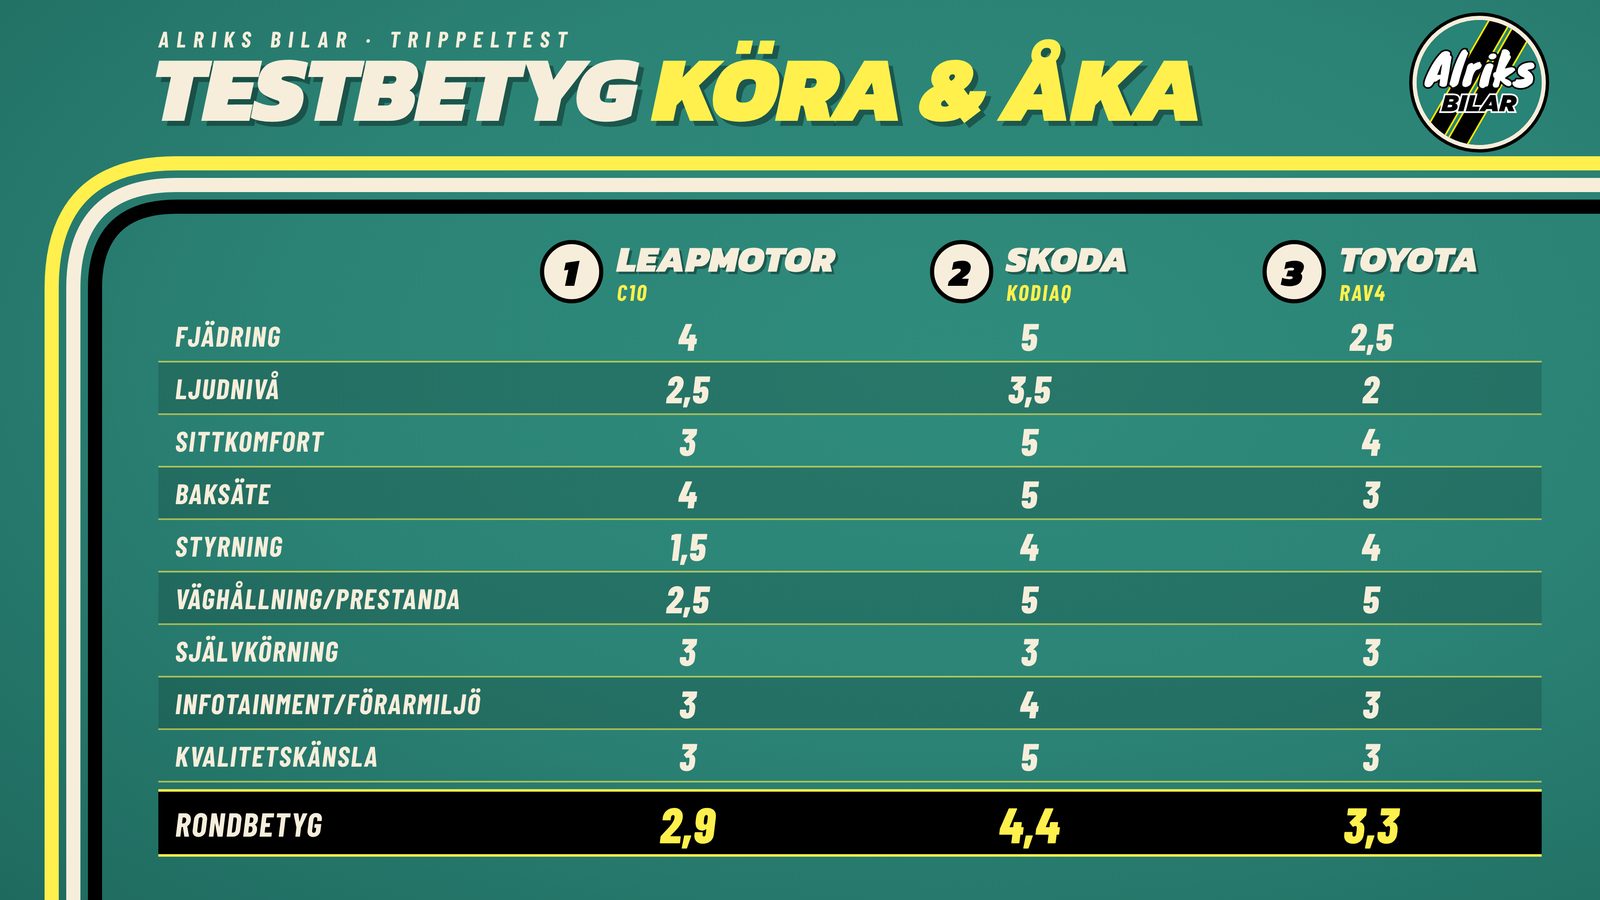 ALRIKS BILAR · TRIPPELTEST
TESTBETYG KÖRA & ÅKA
Alriks
BILAR
1 LEAPMOTOR 2 SKODA 3 TOYOTA
C10 KODIAQ RAV4
FJÄDRING 4 5 2,5
LJUDNIVÅ 2,5 3,5 2
SITTKOMFORT 3 5 4
BAKSÄTE 4 5 3
STYRNING 1,5 4 4
VÄGHÅLLNING/PRESTANDA 2,5 5 5
SJÄLVKÖRNING 3 3 3
INFOTAINMENT/FÖRARMILJÖ 3 4 3
KVALITETSKÄNSLA 3 5 3
RONDBETYG 2,9 4,4 3,3